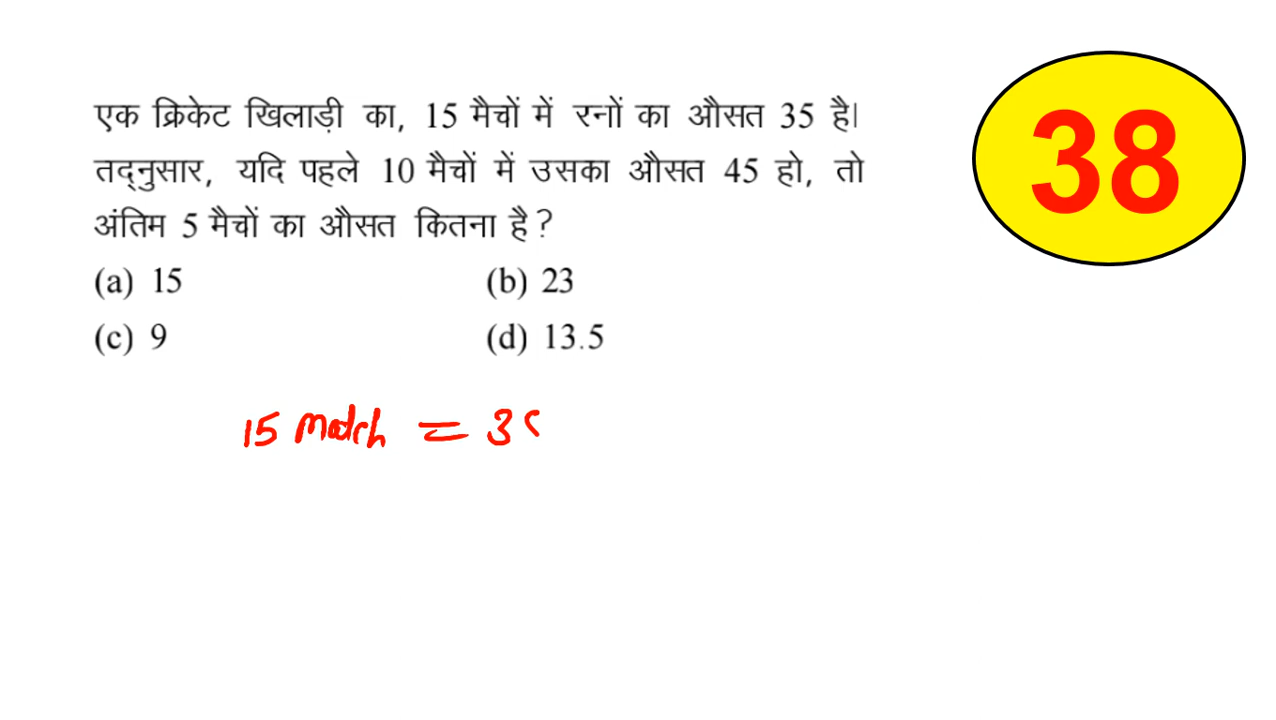 एक क्रिकेट खिलाड़ी का, 15 मैचों में रनों का औसत 35 है।
तद्नुसार, यदि पहले 10 मैचों में उसका औसत 45 हो, तो
अंतिम 5 मैचों का औसत कितना है?
(a) 15 (b) 23
(c) 9 (d) 13.5
38
15 match = 3